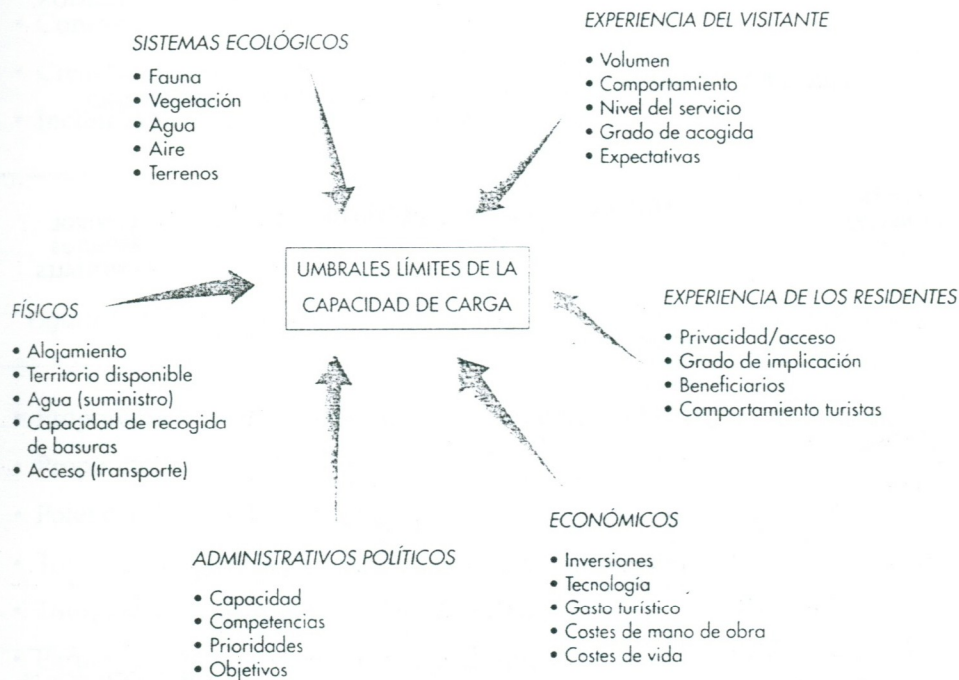 EXPERIENCIA DEL VISITANTE
• Volumen
• Comportamiento
• Nivel del servicio
• Grado de acogida
• Expectativas
SISTEMAS ECOLÓGICOS
• Fauna
• Vegetación
• Agua
• Aire
• Terrenos
UMBRALES LÍMITES DE LA
CAPACIDAD DE CARGA
FÍSICOS
• Alojamiento
• Territorio disponible
• Agua (suministro)
• Capacidad de recogida
de basuras
• Acceso (transporte)
EXPERIENCIA DE LOS RESIDENTES
• Privacidad/acceso
• Grado de implicación
• Beneficiarios
• Comportamiento turistas
ADMINISTRATIVOS POLÍTICOS
• Capacidad
• Competencias
• Prioridades
• Objetivos
ECONÓMICOS
• Inversiones
• Tecnología
• Gasto turístico
• Costes de mano de obra
• Costes de vida